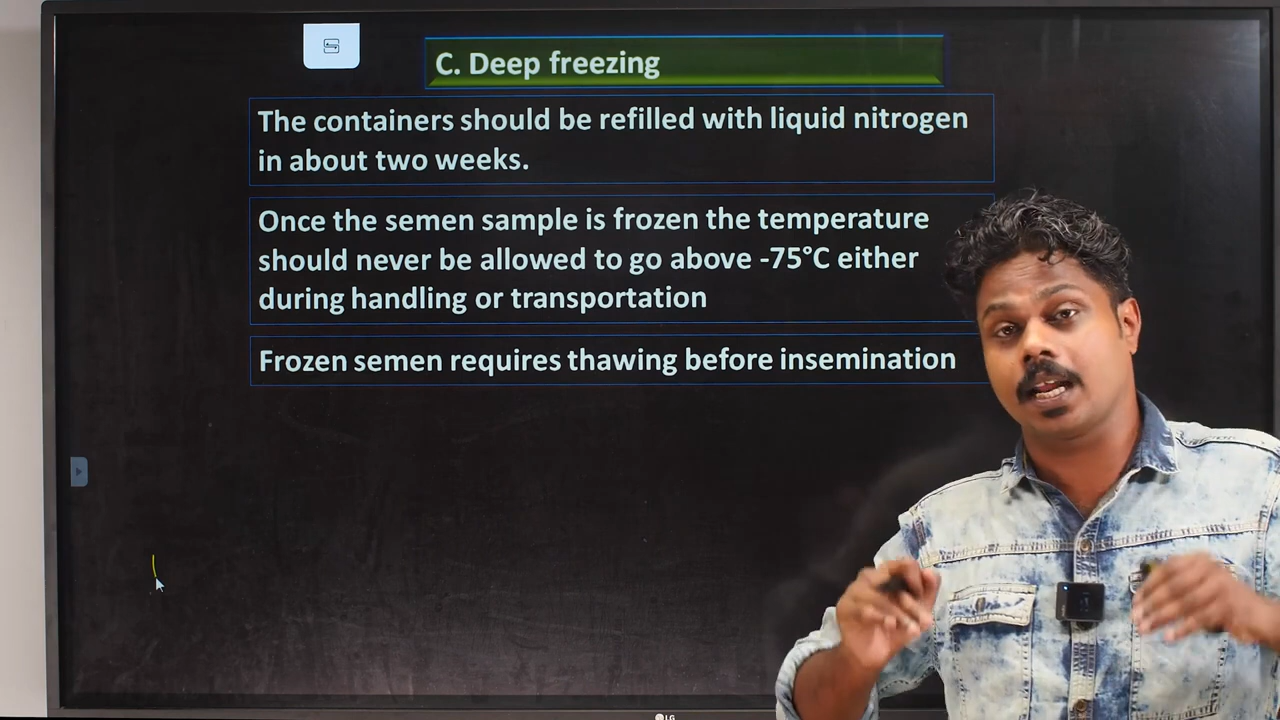 C. Deep freezing
The containers should be refilled with liquid nitrogen
in about two weeks.
Once the semen sample is frozen the temperature
should never be allowed to go above -75°C either
during handling or transportation
Frozen semen requires thawing before insemination
LG